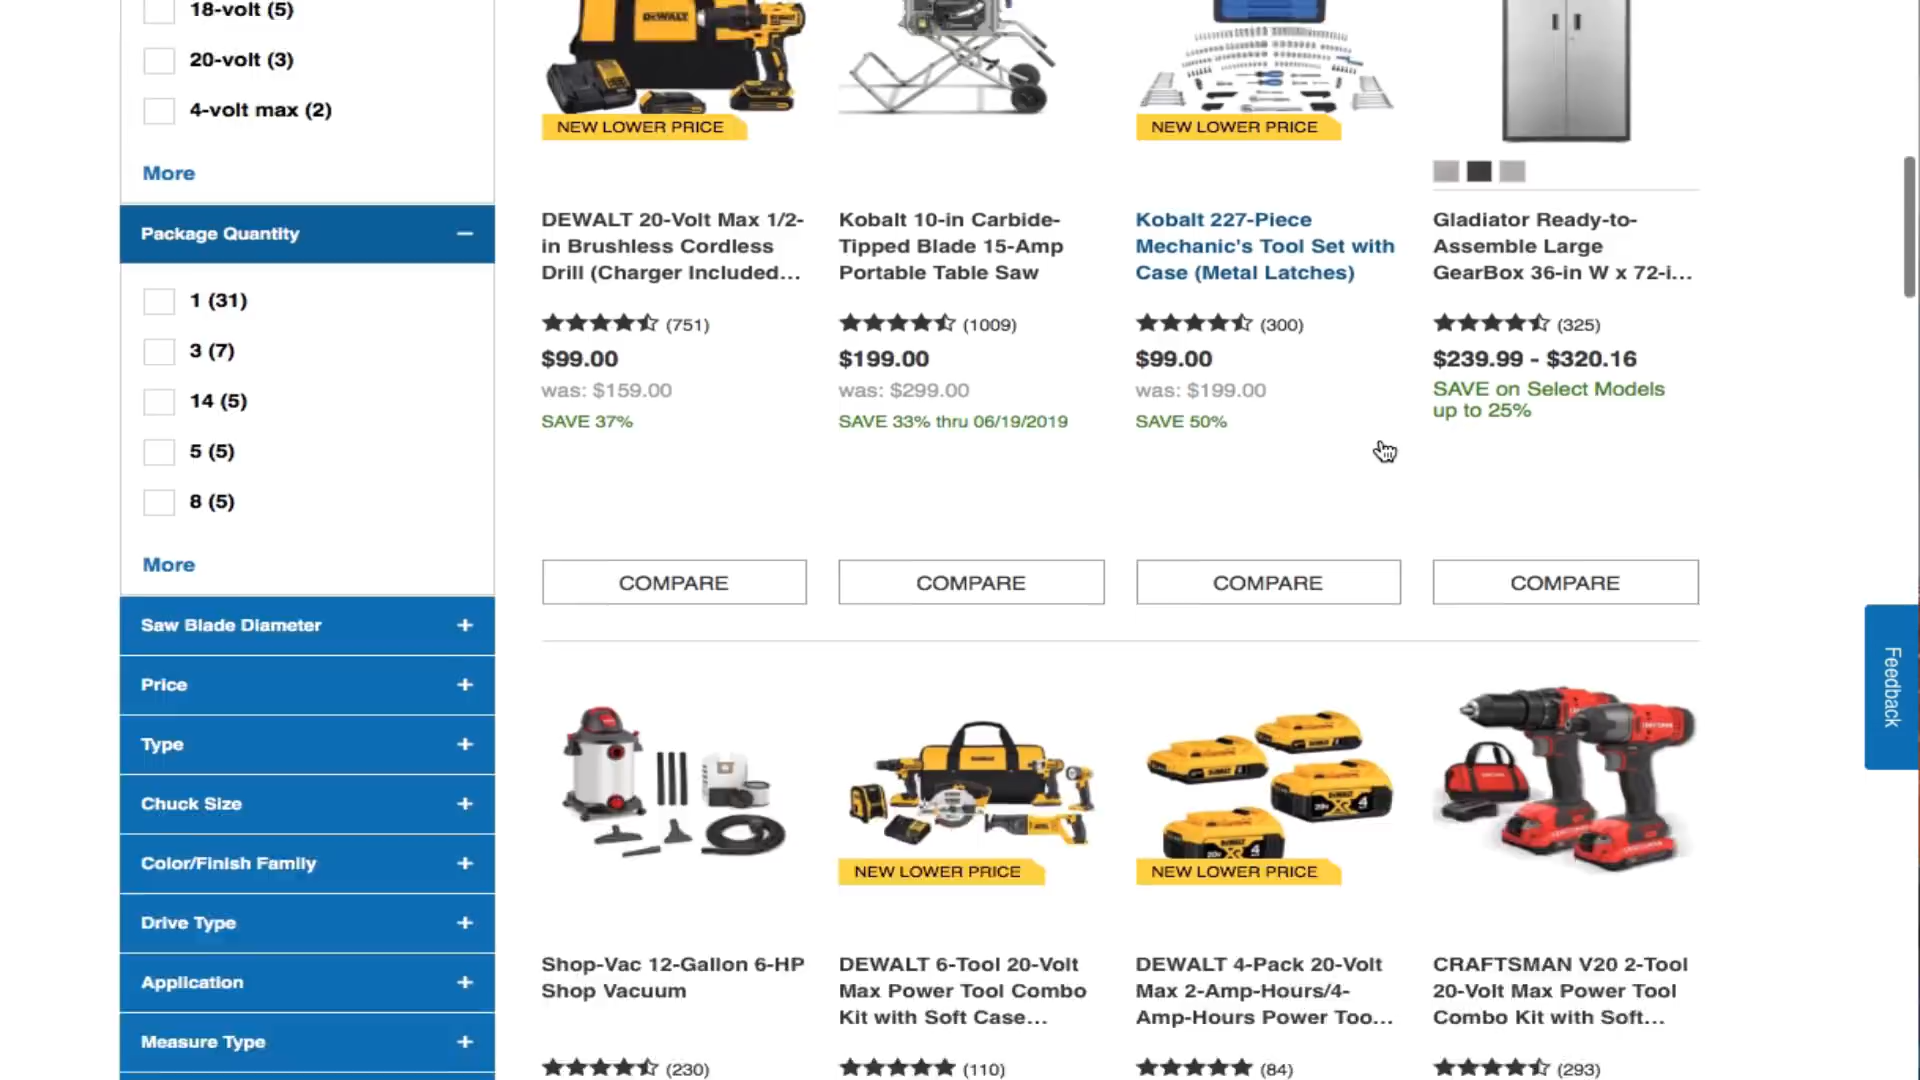 18-volt (5)
20-volt (3)
4-volt max (2)
More
Package Quantity
1 (31)
3 (7)
14 (5)
5 (5)
8 (5)
More
Saw Blade Diameter
Price
Type
Chuck Size
Color/Finish Family
Drive Type
Application
Measure Type
DEWALT
NEW LOWER PRICE
DEWALT 20-Volt Max 1/2-
in Brushless Cordless
Drill (Charger Included...
(751)
$99.00
was: $159.00
SAVE 37%
COMPARE
Kobalt 10-in Carbide-
Tipped Blade 15-Amp
Portable Table Saw
(1009)
$199.00
was: $299.00
SAVE 33% thru 06/19/2019
COMPARE
NEW LOWER PRICE
Kobalt 227-Piece
Mechanic's Tool Set with
Case (Metal Latches)
(300)
$99.00
was: $199.00
SAVE 50%
COMPARE
Gladiator Ready-to-
Assemble Large
GearBox 36-in W x 72-i...
(325)
$239.99 - $320.16
SAVE on Select Models
up to 25%
COMPARE
Shop-Vac 12-Gallon 6-HP
Shop Vacuum
(230)
NEW LOWER PRICE
DEWALT 6-Tool 20-Volt
Max Power Tool Combo
Kit with Soft Case...
(110)
NEW LOWER PRICE
DEWALT 4-Pack 20-Volt
Max 2-Amp-Hours/4-
Amp-Hours Power Too...
(84)
CRAFTSMAN V20 2-Tool
20-Volt Max Power Tool
Combo Kit with Soft...
(293)
Feedback